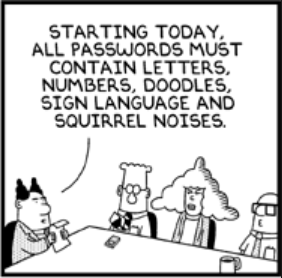 STARTING TODAY,
ALL PASSWORDS MUST
CONTAIN LETTERS,
NUMBERS, DOODLES,
SIGN LANGUAGE AND
SQUIRREL NOISES.